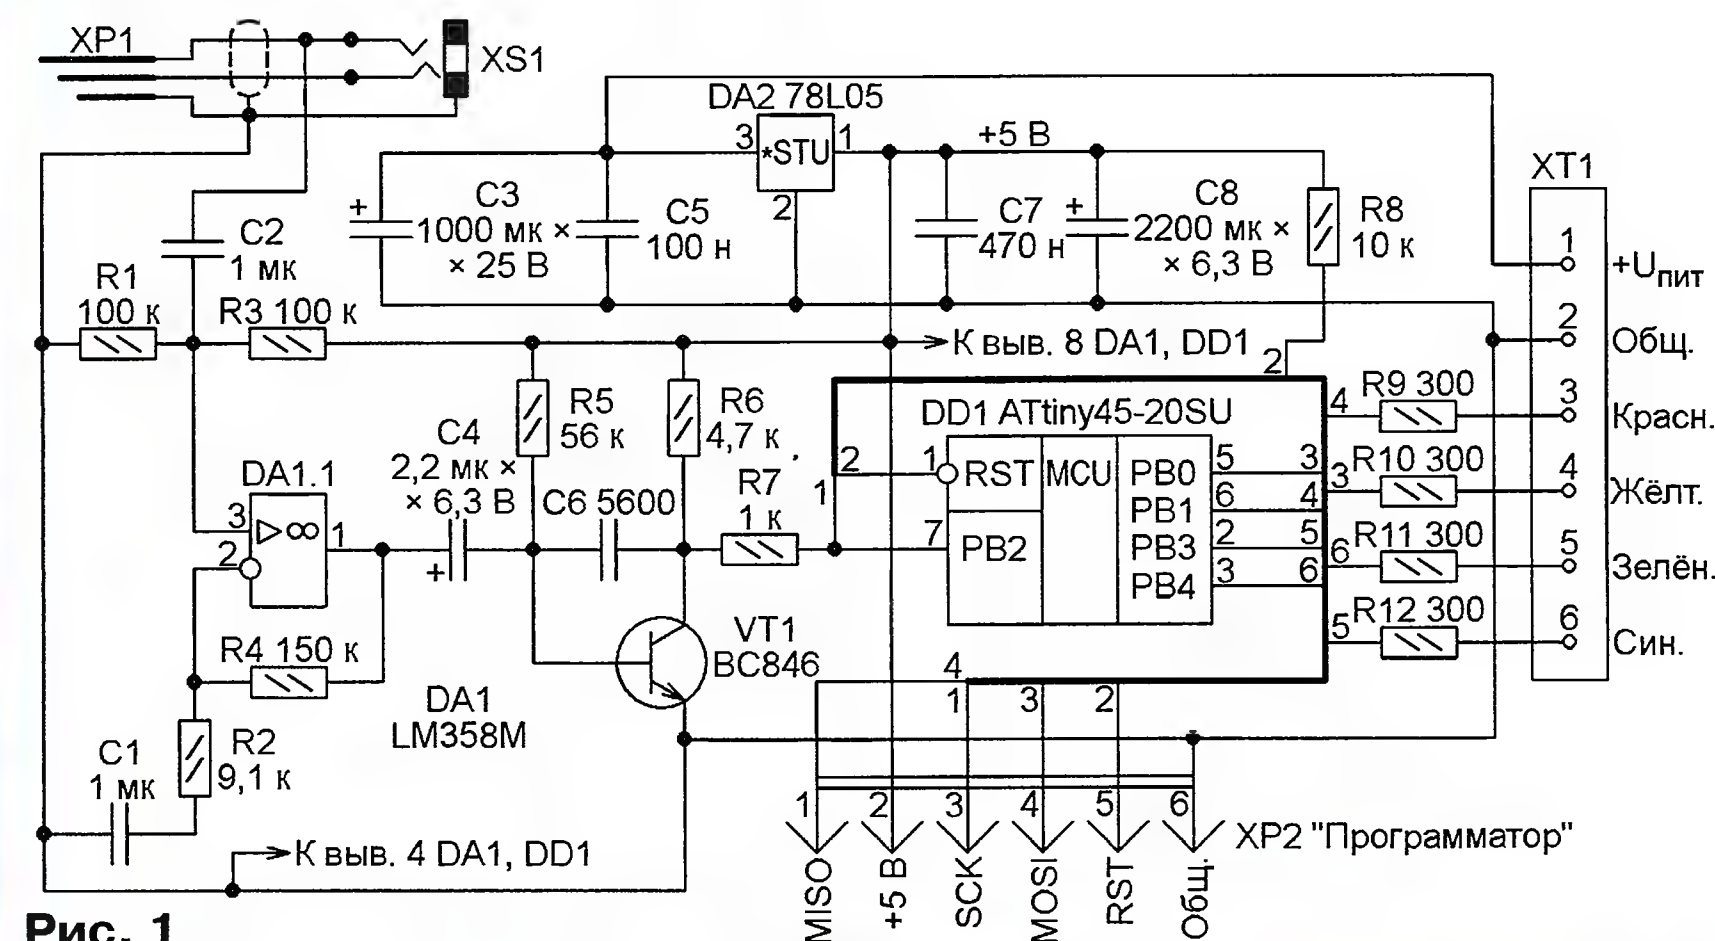 XP1
XS1
DA2 78L05
3
*STU
1
2
+5 В
XT1
+
C3
1000 мк ×
× 25 В
C5
100 н
C7
470 н
+
C8
2200 мк ×
× 6,3 В
R8
10 к
1
+Uпит
2
Общ.
3
Красн.
4
Жёлт.
5
Зелён.
6
Син.
C2
1 мк
R1
100 к
R3 100 к
К выв. 8 DA1, DD1
2
R5
56 к
R6
4,7 к
C4
2,2 мк ×
× 6,3 В
+
C6 5600
R7
1 к
DA1.1
3
▷∞
2
1
DD1 ATtiny45-20SU
2
1
1
RST
MCU
7
PB2
PB0
5
3
PB1
6
4
PB3
2
5
PB4
3
6
4
R9 300
3
R10 300
6
R11 300
5
R12 300
R4 150 к
DA1
LM358M
VT1
BC846
C1
1 мк
R2
9,1 к
К выв. 4 DA1, DD1
4
1
3
2
1
2
3
4
5
6
XP2 "Программатор"
MISO
+5 В
SCK
MOSI
RST
Общ.
Рис. 1